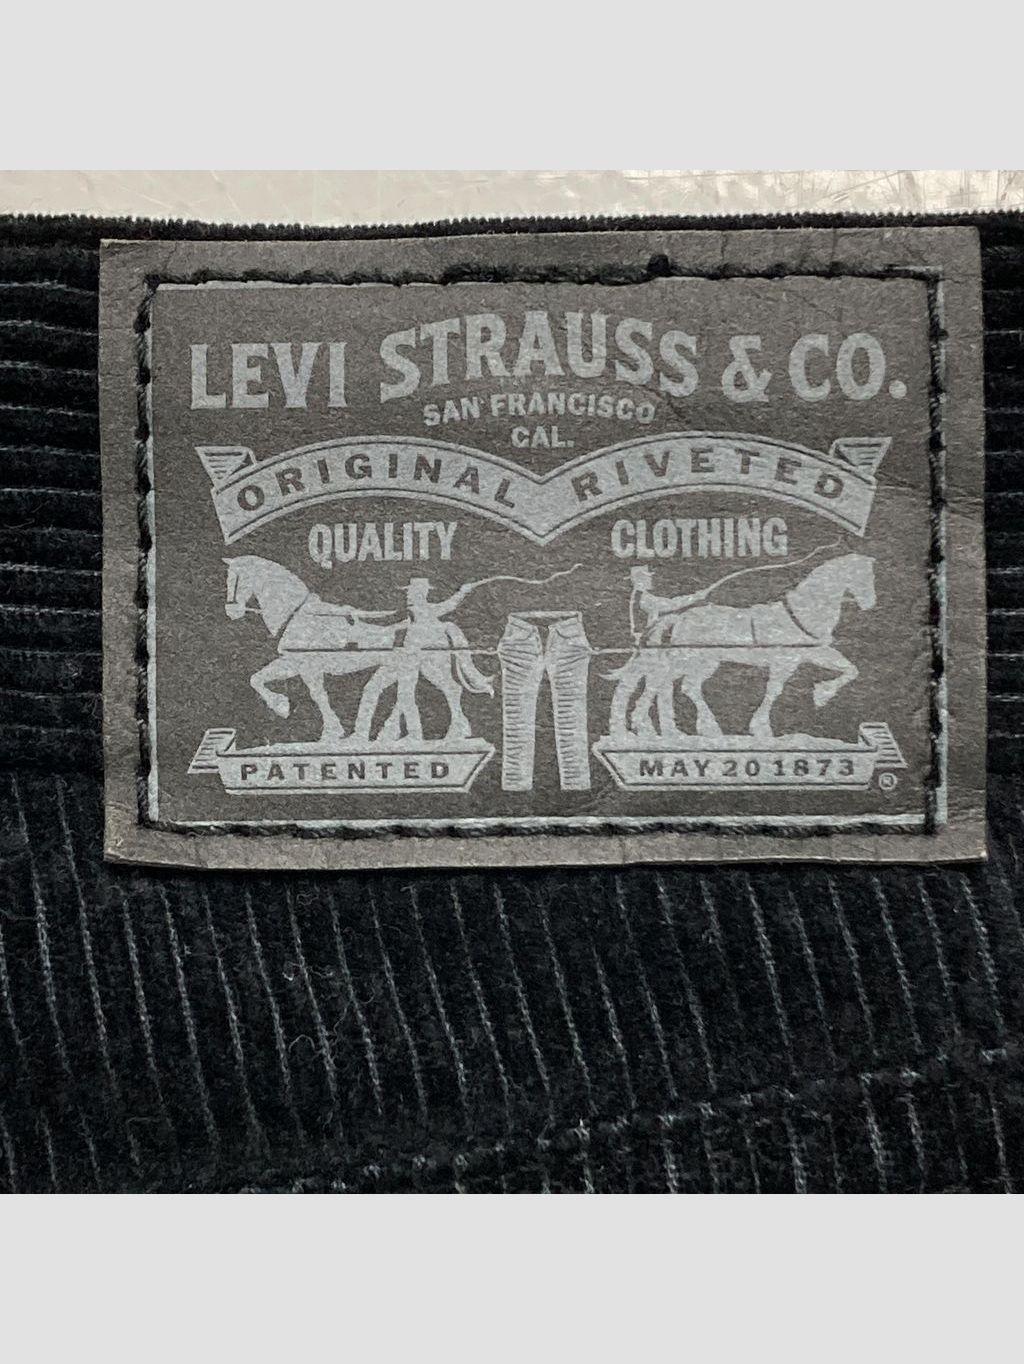 LEVI STRAUSS & CO.
SAN FRANCISCO
CAL.
ORIGINAL RIVETED
QUALITY CLOTHING
PATENTED MAY 20 1873 ®